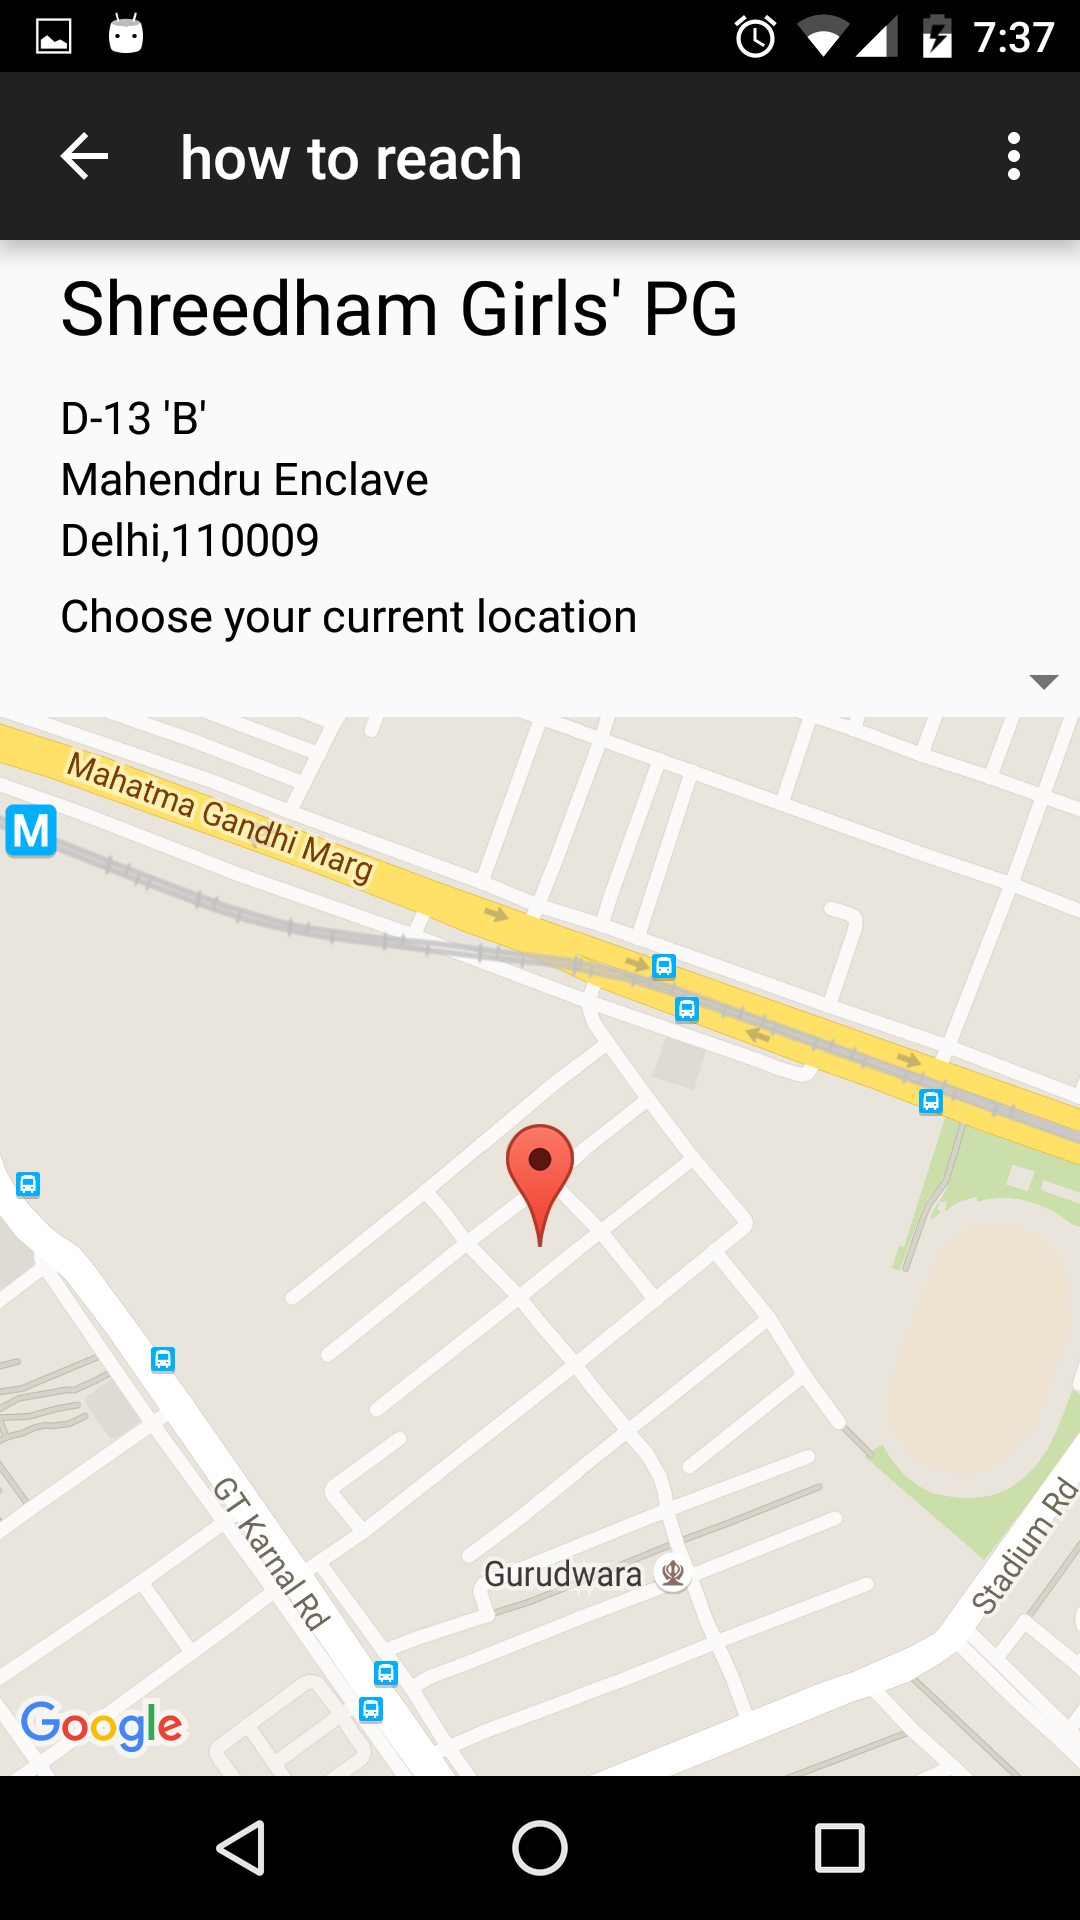 7:37
how to reach
Shreedham Girls' PG
D-13 'B'
Mahendru Enclave
Delhi,110009
Choose your current location
Mahatma Gandhi Marg
M
GT Karnal Rd
Gurudwara
Stadium Rd
Google